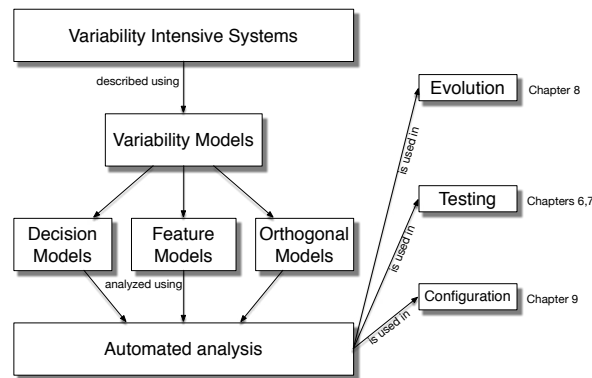 Variability Intensive Systems
described using
Variability Models
Decision
Models
Feature
Models
Orthogonal
Models
analyzed using
Automated analysis
is used in
Evolution
Chapter 8
is used in
Testing
Chapters 6,7
is used in
Configuration
Chapter 9